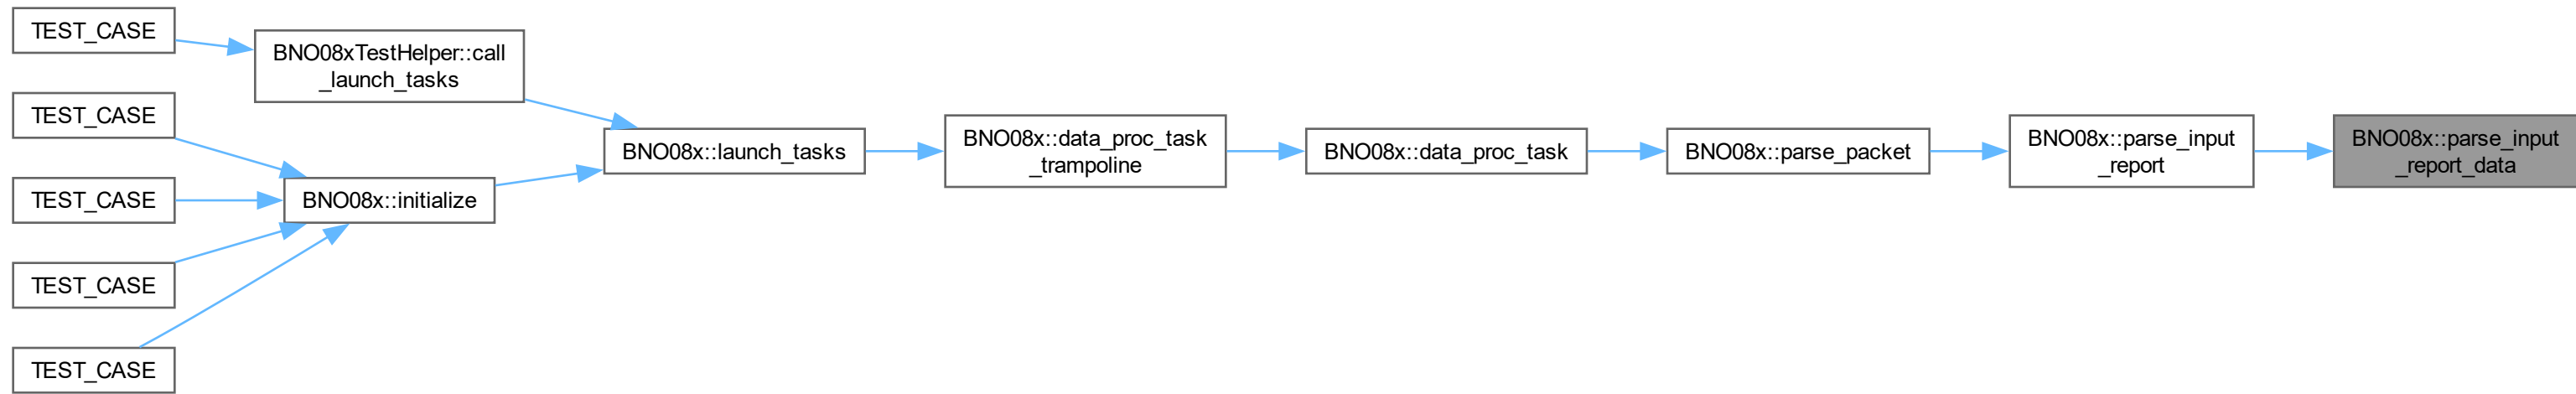 TEST_CASE
BNO08xTestHelper::call
_launch_tasks
TEST_CASE
TEST_CASE
BNO08x::initialize
TEST_CASE
TEST_CASE
BNO08x::launch_tasks
BNO08x::data_proc_task
_trampoline
BNO08x::data_proc_task
BNO08x::parse_packet
BNO08x::parse_input
_report
BNO08x::parse_input
_report_data